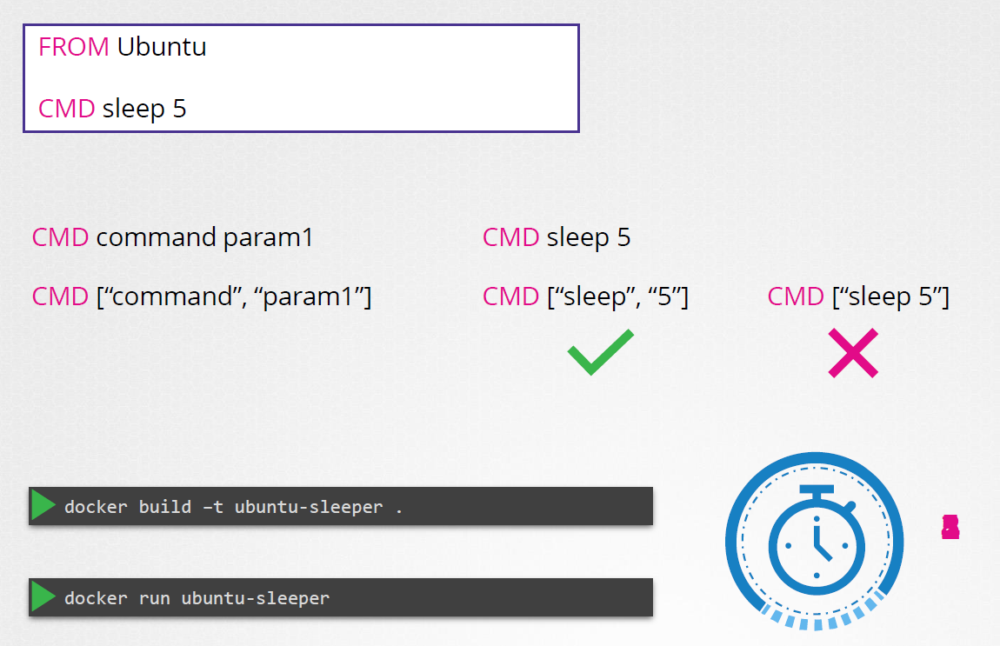 FROM Ubuntu
CMD sleep 5
CMD command param1
CMD sleep 5
CMD [“command”, “param1”]
CMD [“sleep”, “5”]
CMD [“sleep 5”]
docker build –t ubuntu-sleeper .
docker run ubuntu-sleeper